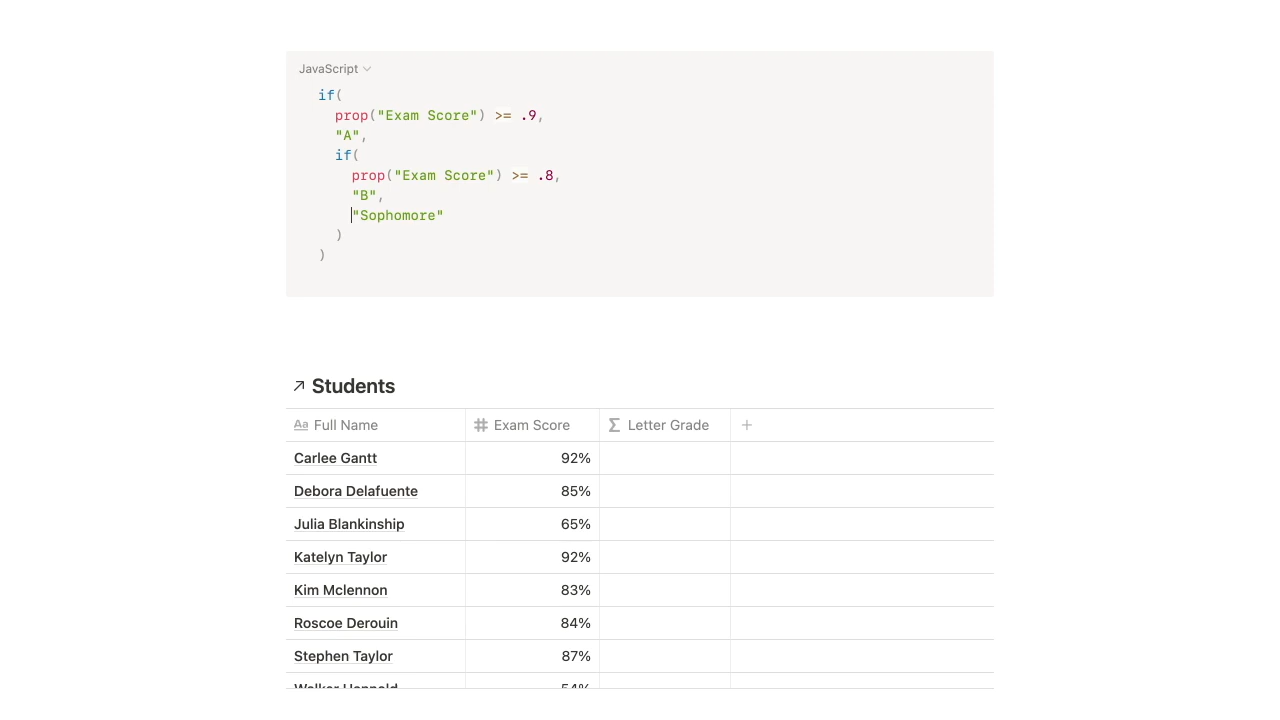 JavaScript
if(
prop("Exam Score") >= .9,
"A",
if(
prop("Exam Score") >= .8,
"B",
"Sophomore"
)
)
Students
Aa Full Name # Exam Score Σ Letter Grade +
Carlee Gantt 92%
Debora Delafuente 85%
Julia Blankinship 65%
Katelyn Taylor 92%
Kim Mclennon 83%
Roscoe Derouin 84%
Stephen Taylor 87%
54%